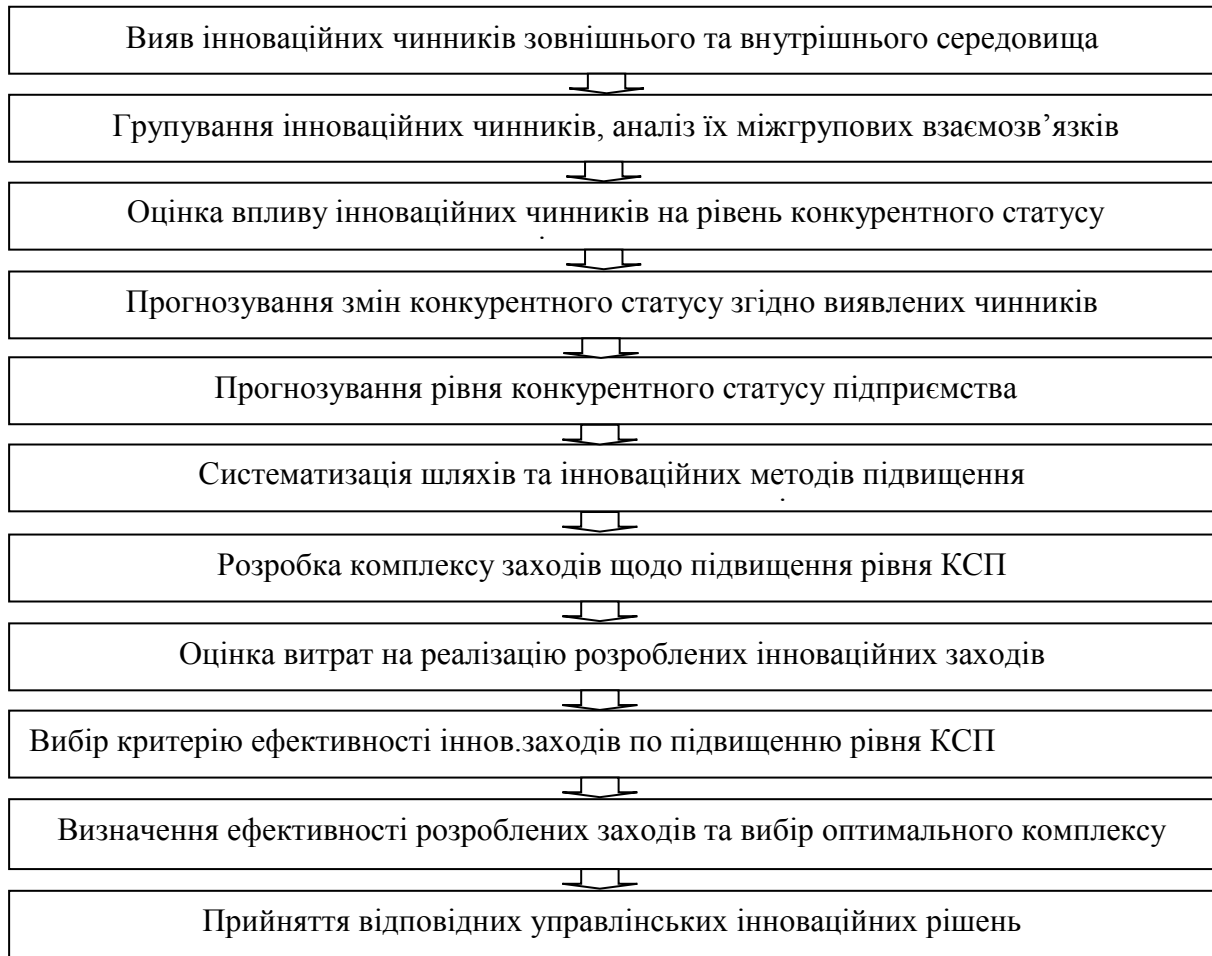 Вияв інноваційних чинників зовнішнього та внутрішнього середовища
Групування інноваційних чинників, аналіз їх міжгрупових взаємозв’язків
Оцінка впливу інноваційних чинників на рівень конкурентного статусу
Прогнозування змін конкурентного статусу згідно виявлених чинників
Прогнозування рівня конкурентного статусу підприємства
Систематизація шляхів та інноваційних методів підвищення
Розробка комплексу заходів щодо підвищення рівня КСП
Оцінка витрат на реалізацію розроблених інноваційних заходів
Вибір критерію ефективності іннов.заходів по підвищенню рівня КСП
Визначення ефективності розроблених заходів та вибір оптимального комплексу
Прийняття відповідних управлінських інноваційних рішень